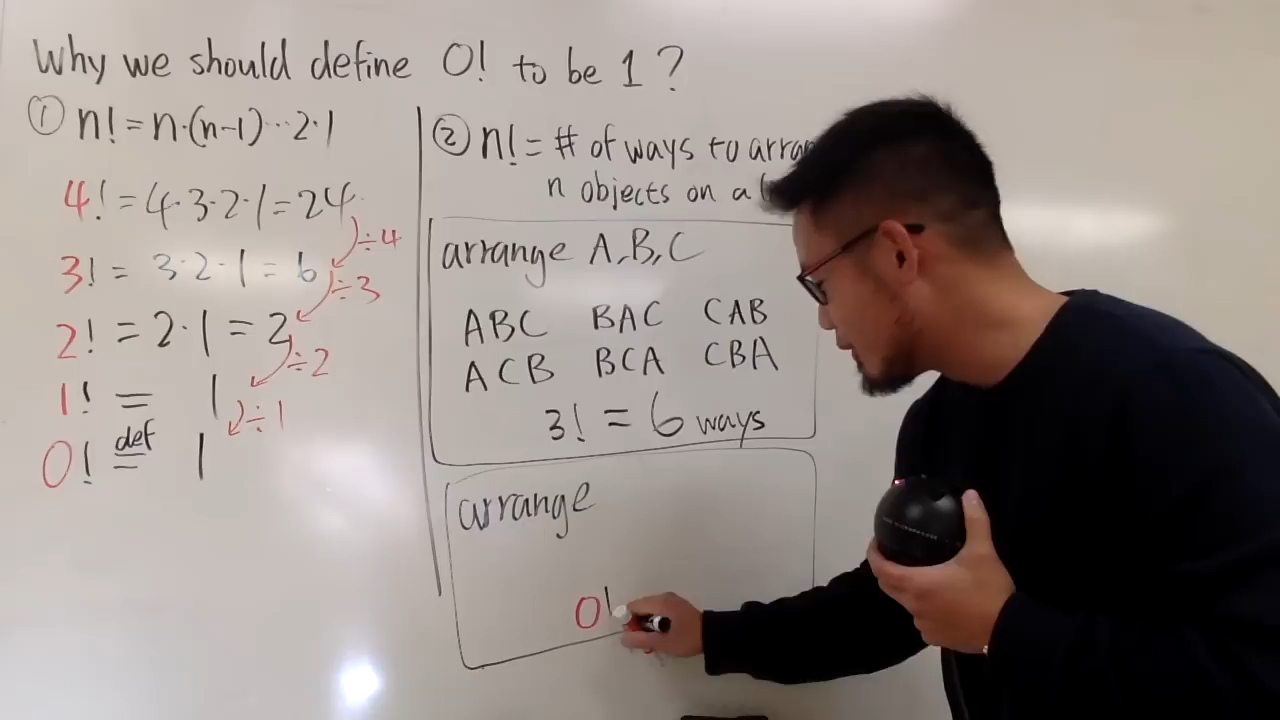 Why we should define 0! to be 1?
① n! = n·(n-1)···2·1
4! = 4·3·2·1 = 24
÷4
3! = 3·2·1 = 6
÷3
2! = 2·1 = 2
÷2
1! = 1
÷1
0! def= 1
② n! = # of ways to
n objects on a
arrange A,B,C
ABC BAC CAB
ACB BCA CBA
3! = 6 ways
arrange
0!